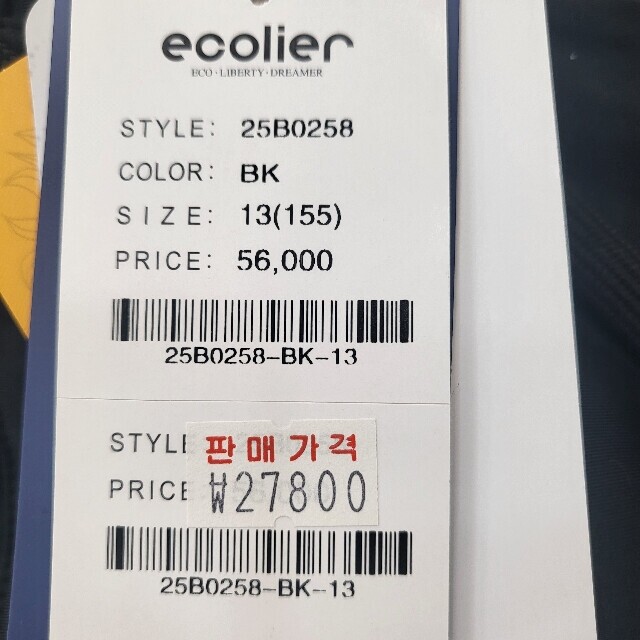 ecolier
ECO·LIBERTY·DREAMER
STYLE: 25B0258
COLOR: BK
SIZE: 13(155)
PRICE: 56,000
25B0258-BK-13
STYLE 판매가격
PRICE ₩27800
25B0258-BK-13